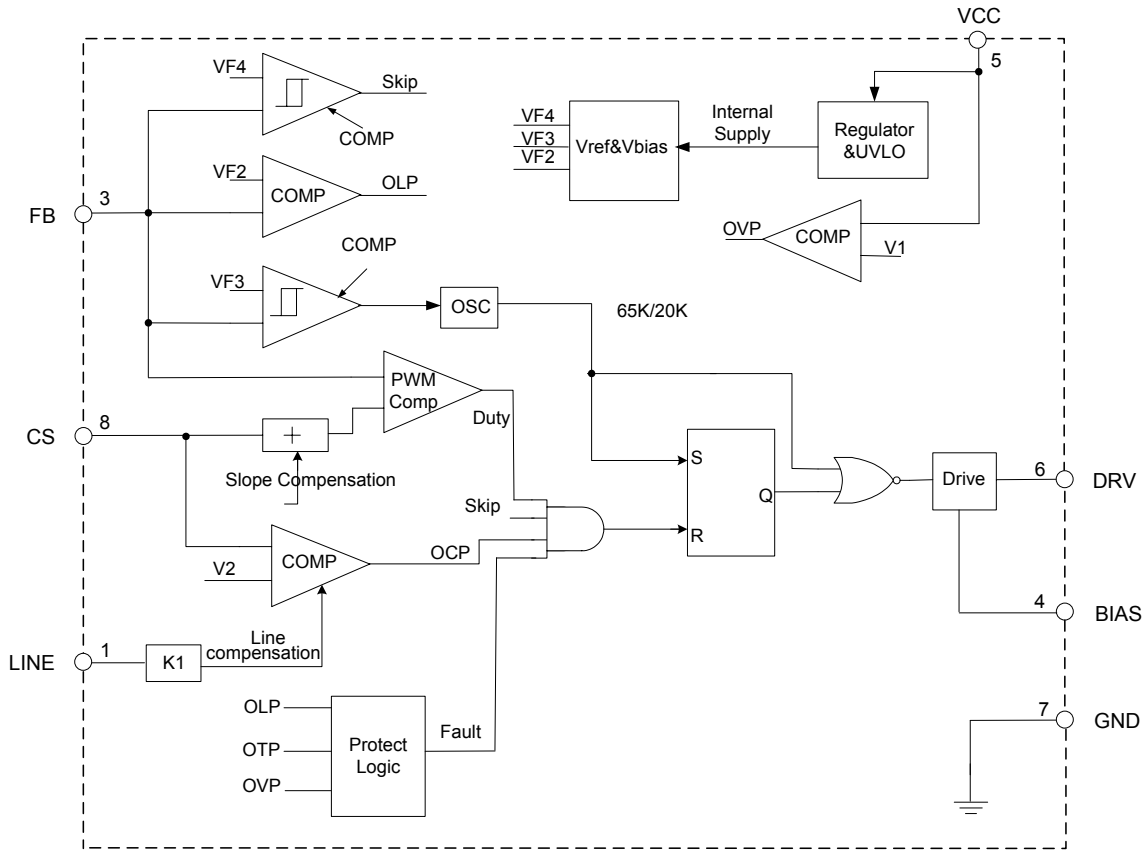 VCC
5
VF4
Skip
COMP
VF4
VF3
VF2
Vref&Vbias
Internal
Supply
Regulator
&UVLO
VF2
COMP
OLP
FB
3
OVP
COMP
V1
COMP
VF3
OSC
65K/20K
PWM
Comp
Duty
CS
8
+
Slope Compensation
S
Q
R
Drive
6
DRV
Skip
OCP
COMP
V2
4
BIAS
LINE
1
K1
Line
compensation
OLP
OTP
OVP
Protect
Logic
Fault
7
GND